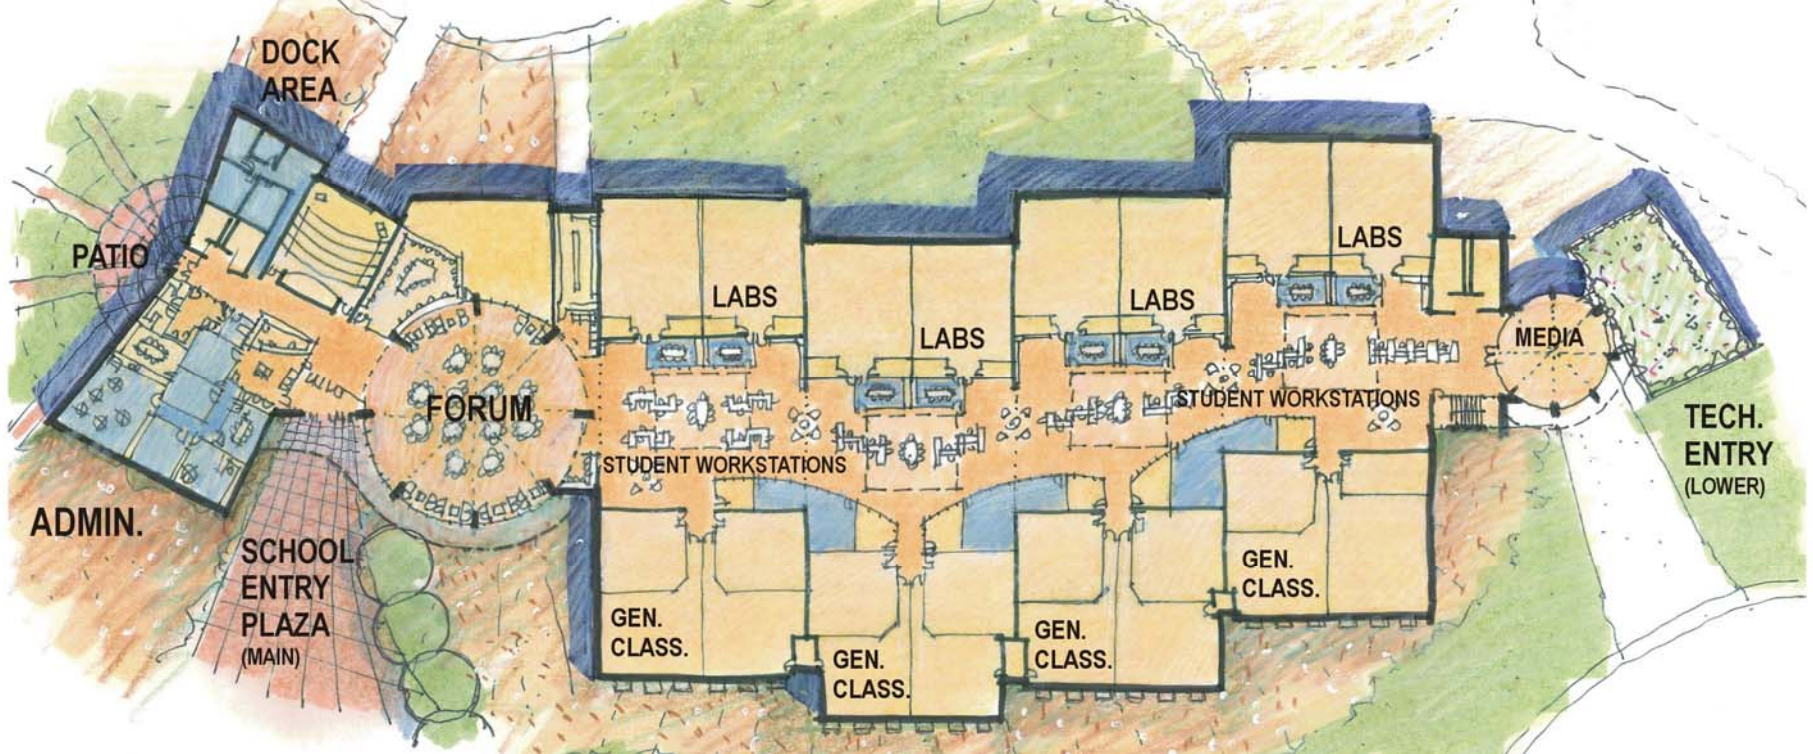 DOCK
AREA
PATIO
LABS
LABS
LABS
LABS
MEDIA
FORUM
STUDENT WORKSTATIONS
STUDENT WORKSTATIONS
TECH.
ENTRY
(LOWER)
ADMIN.
SCHOOL
ENTRY
PLAZA
(MAIN)
GEN.
CLASS.
GEN.
CLASS.
GEN.
CLASS.
GEN.
CLASS.